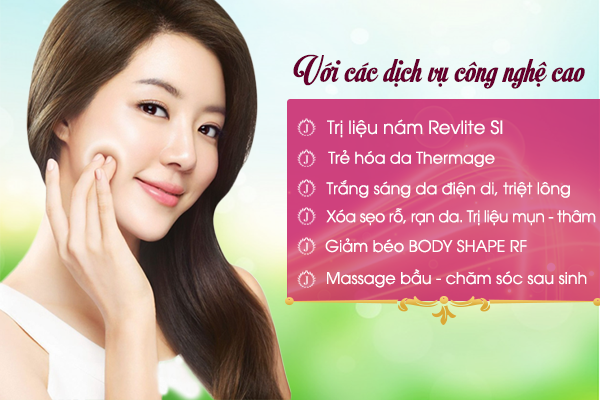 Với các dịch vụ công nghệ cao
Trị liệu nám Revlite SI
Trẻ hóa da Thermage
Trắng sáng da điện di, triệt lông
Xóa sẹo rỗ, rạn da. Trị liệu mụn - thâm
Giảm béo BODY SHAPE RF
Massage bầu - chăm sóc sau sinh